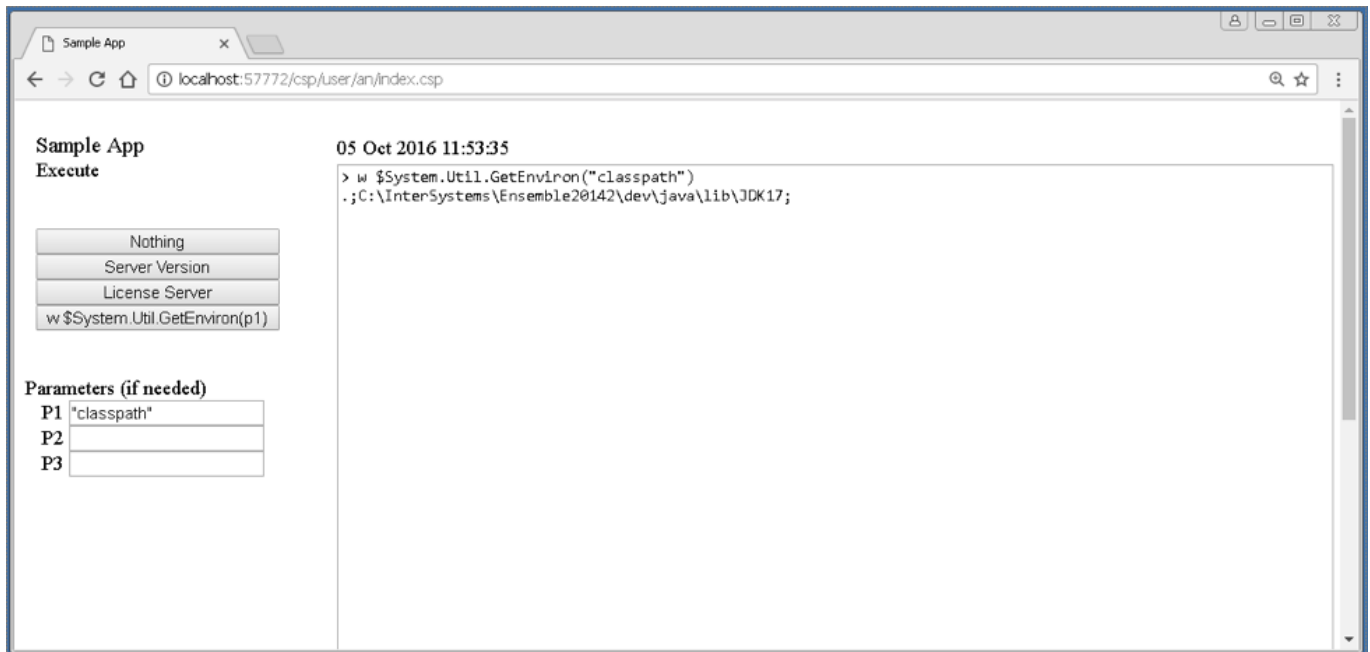 Sample App
localhost:57772/csp/user/an/index.csp
Sample App
Execute
Nothing
Server Version
License Server
w $System.Util.GetEnviron(p1)
Parameters (if needed)
P1 "classpath"
P2
P3
05 Oct 2016 11:53:35
> w $System.Util.GetEnviron("classpath")
.;C:\InterSystems\Ensemble20142\dev\java\lib\JDK17;